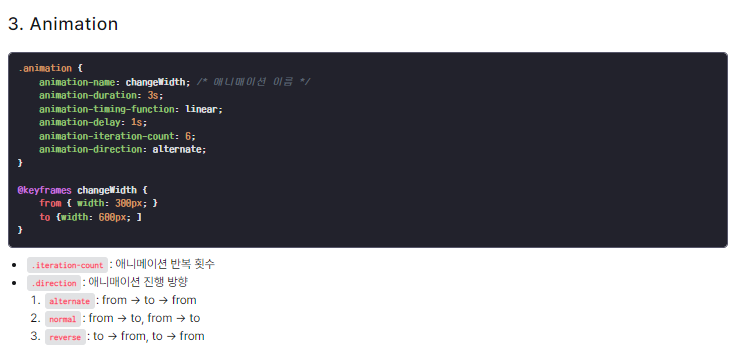 3. Animation
.animation {
    animation-name: changeWidth; /* 애니매이션 이름 */
    animation-duration: 3s;
    animation-timing-function: linear;
    animation-delay: 1s;
    animation-iteration-count: 6;
    animation-direction: alternate;
}
@keyframes changeWidth {
    from { width: 300px; }
    to {width: 600px; ]
}
.iteration-count : 애니메이션 반복 횟수
.direction : 애니매이션 진행 방향
1. alternate : from → to → from
2. normal : from → to, from → to
3. reverse : to → from, to → from